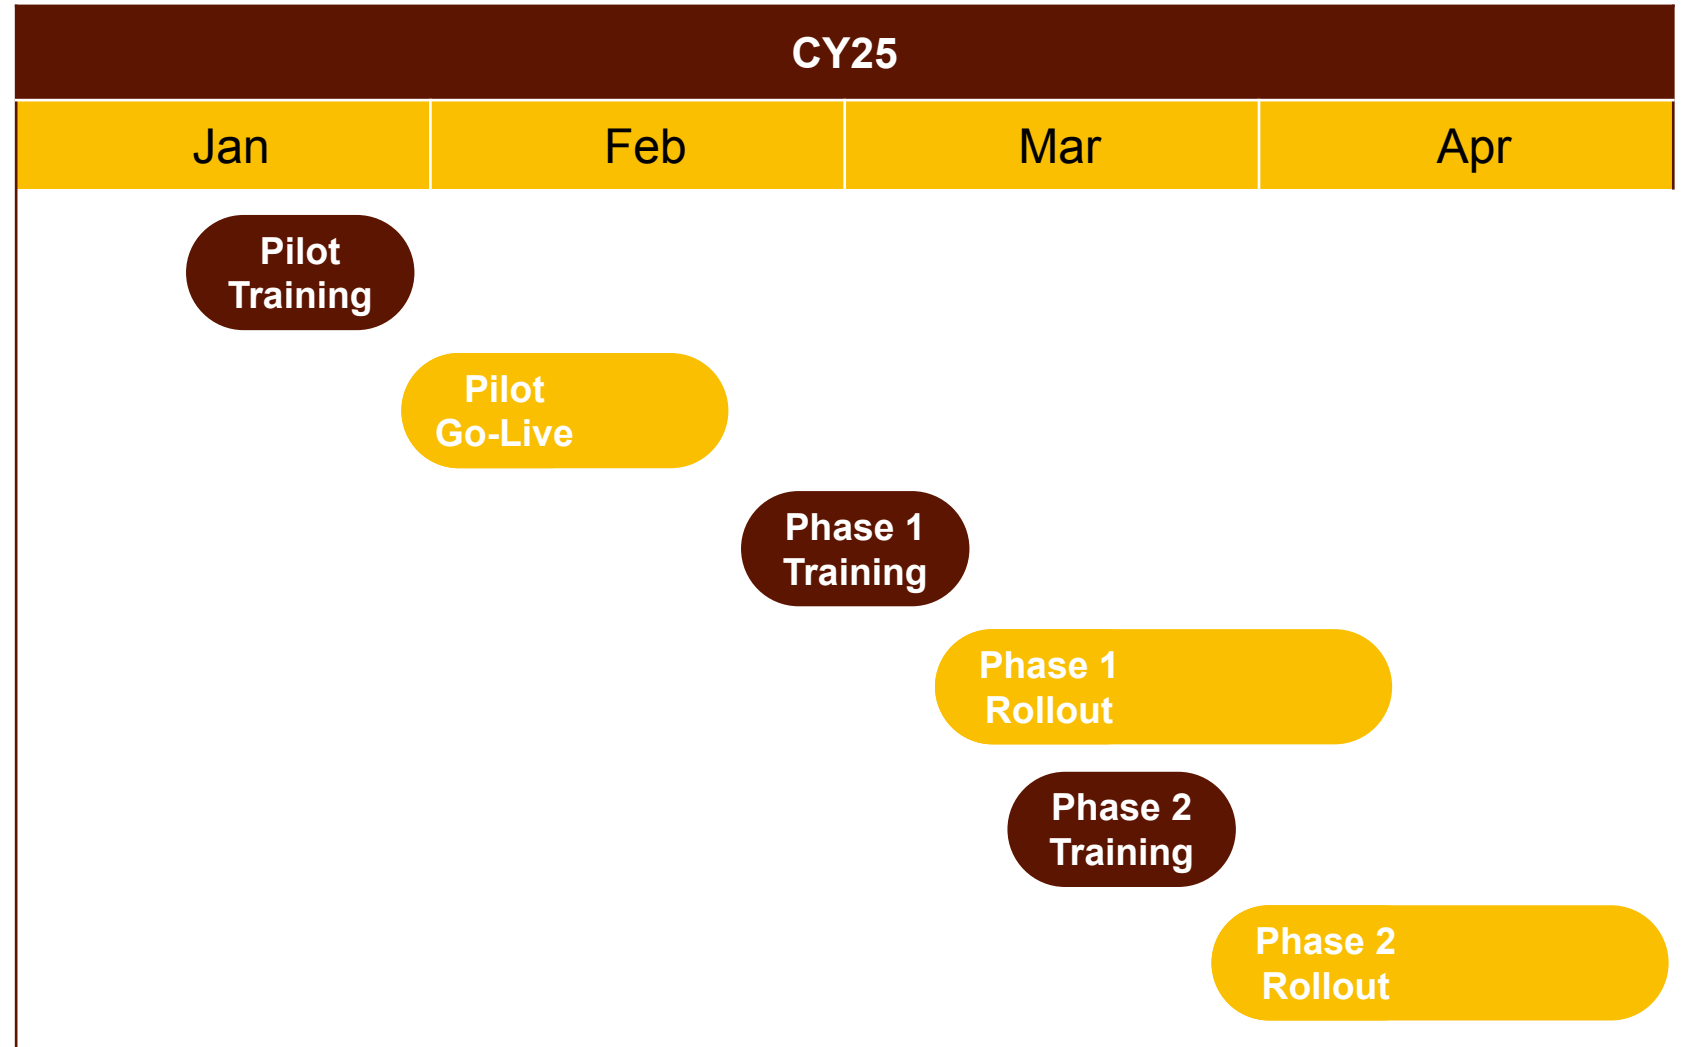 CY25
Jan Feb Mar Apr
Pilot
Training
Pilot
Go-Live
Phase 1
Training
Phase 1
Rollout
Phase 2
Training
Phase 2
Rollout